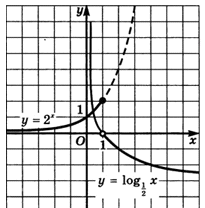 y
y = 2ˣ
1
O
1
x
y = log₁⸝₂ x